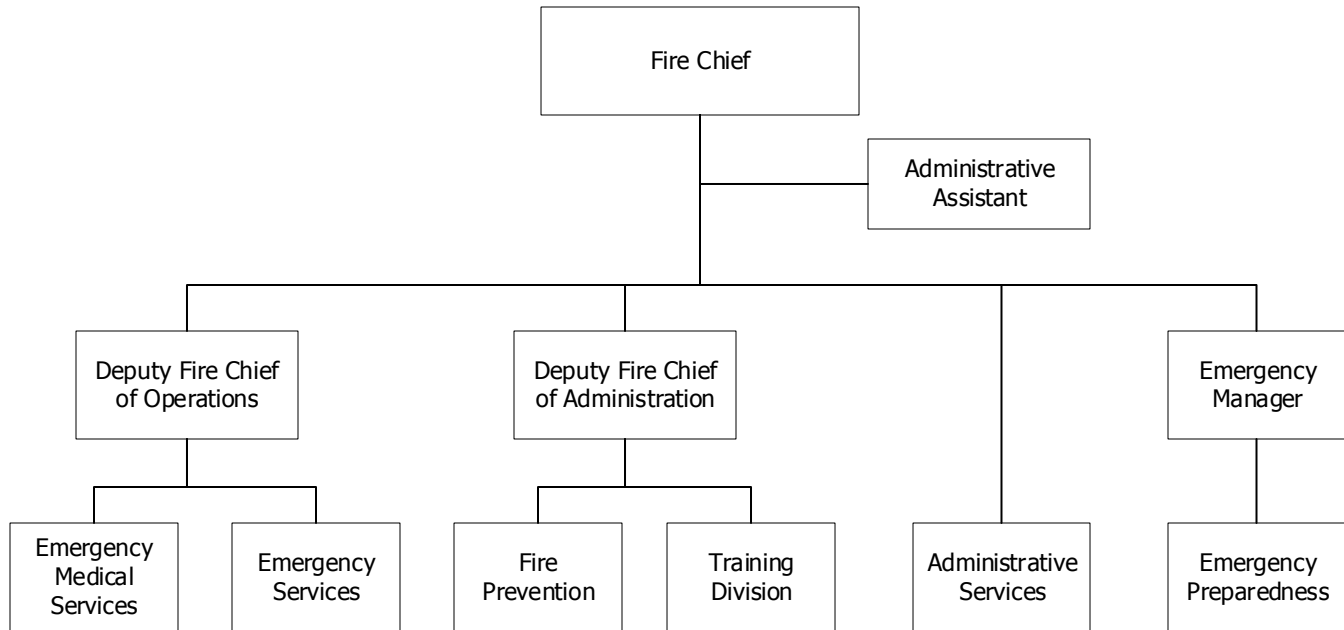 Fire Chief
Administrative
Assistant
Deputy Fire Chief
of Operations
Deputy Fire Chief
of Administration
Emergency
Manager
Emergency
Medical
Services
Emergency
Services
Fire
Prevention
Training
Division
Administrative
Services
Emergency
Preparedness